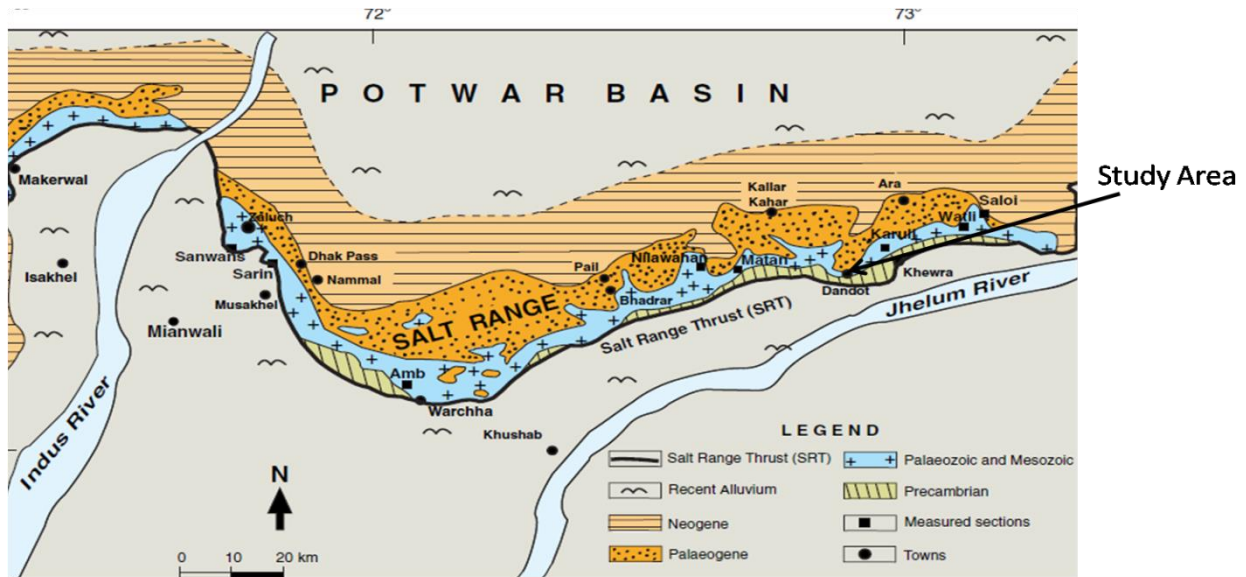 72°
73°
POTWAR BASIN
Study Area
Makerwal
Kallar
Kahar
Ara
Saloi
Zaluch
Watli
Sanwans
Dhak Pass
Nilawahan
Karuli
Isakhel
Sarin
Nammal
Pail
Matan
Khewra
Musakhel
Bhadrar
Dandot
Mianwali
SALT RANGE
Salt Range Thrust (SRT)
Jhelum River
Amb
Warchha
Khushab
Indus River
N
0 10 20 km
LEGEND
Salt Range Thrust (SRT)
Palaeozoic and Mesozoic
Recent Alluvium
Precambrian
Neogene
Measured sections
Palaeogene
Towns